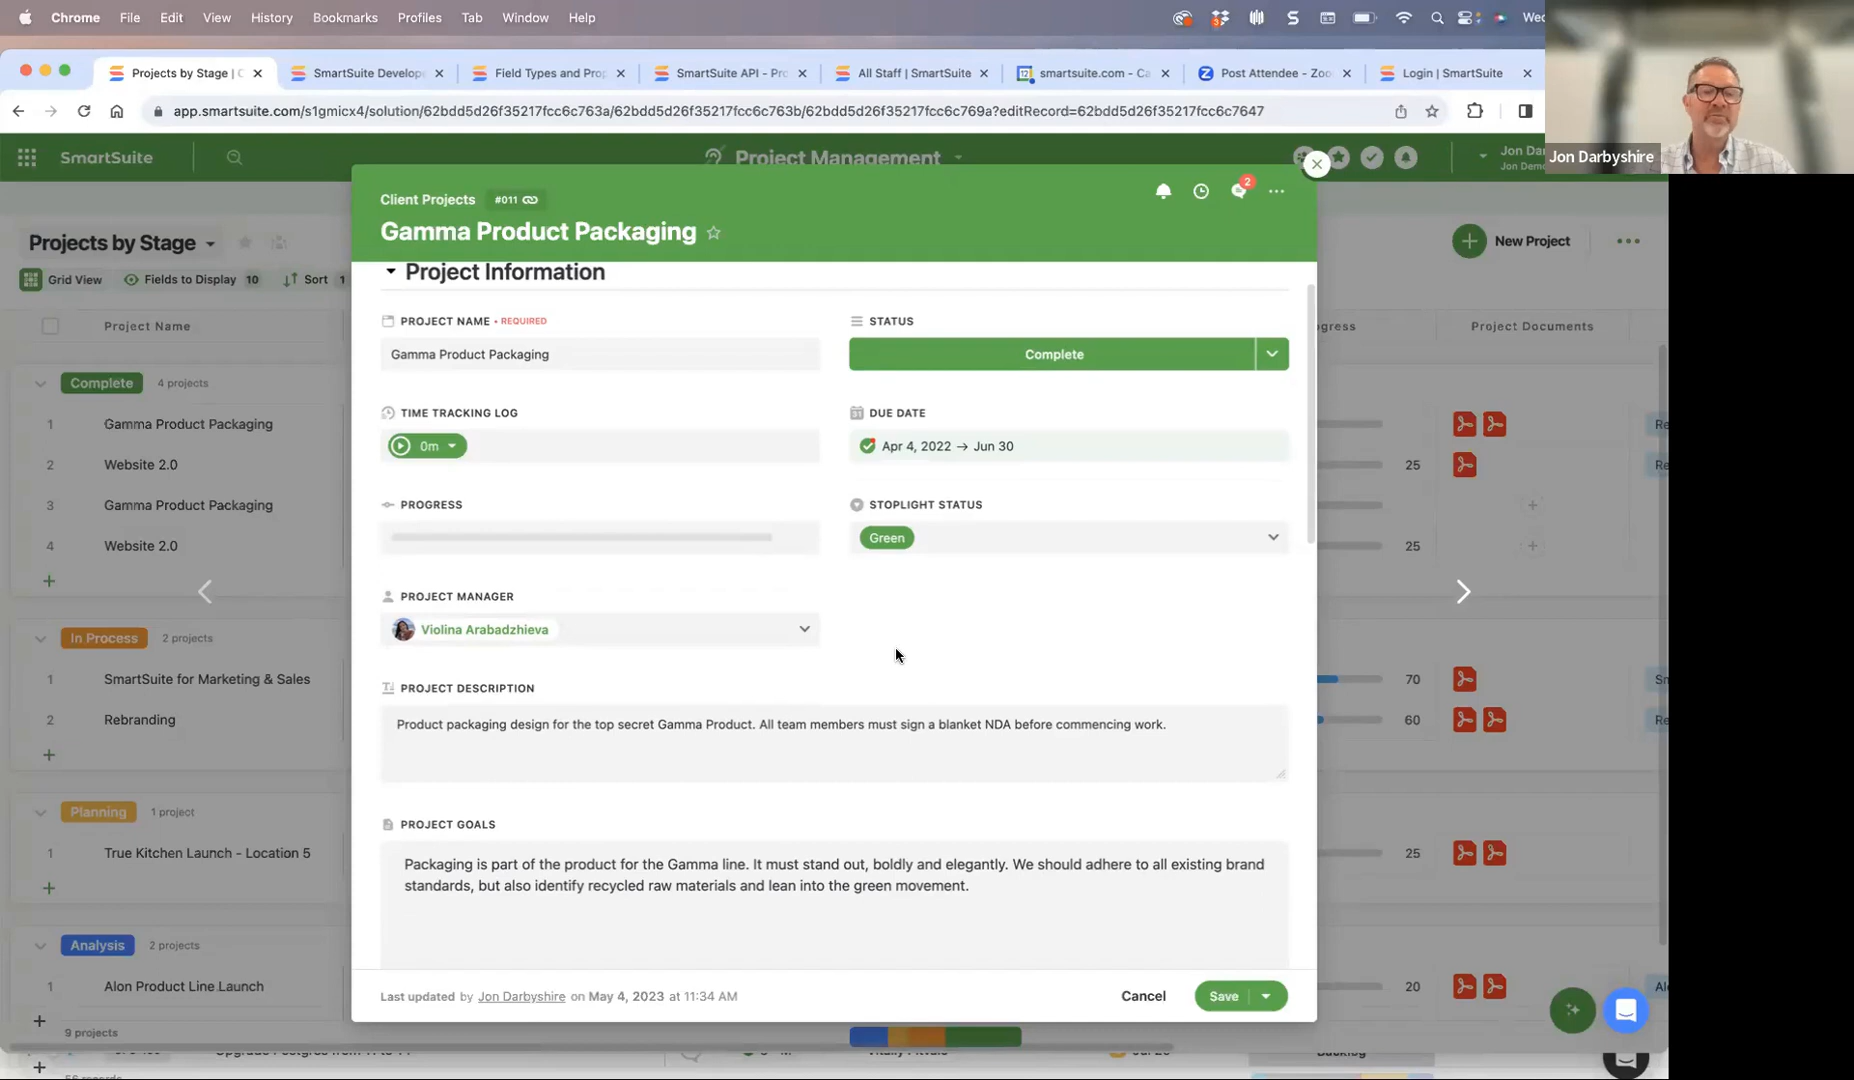 Chrome File Edit View History Bookmarks Profiles Tab Window Help
Projects by Stage | C
SmartSuite Develope
Field Types and Prop
SmartSuite API - Pro
All Staff | SmartSuite
smartsuite.com - Ca
Post Attendee - Zoo
Login | SmartSuite
app.smartsuite.com/s1gmicx4/solution/62bdd5d26f35217fcc6c763a/62bdd5d26f35217fcc6c763b/62bdd5d26f35217fcc6c769a?editRecord=62bdd5d26f35217fcc6c7647
Jon Darbyshire
SmartSuite
Project Management
Jon Dar
Jon Demo
Projects by Stage
New Project
Grid View Fields to Display 10 Sort 1
Project Name
Project Documents
Complete 4 projects
1 Gamma Product Packaging
2 Website 2.0 25
3 Gamma Product Packaging
4 Website 2.0 25
In Process 2 projects
1 SmartSuite for Marketing & Sales 70
2 Rebranding 60
Planning 1 project
1 True Kitchen Launch - Location 5 25
Analysis 2 projects
1 Alon Product Line Launch 20
9 projects
Client Projects #011
2
Gamma Product Packaging
Project Information
PROJECT NAME • REQUIRED
Gamma Product Packaging
STATUS
Complete
TIME TRACKING LOG
0m
DUE DATE
Apr 4, 2022 → Jun 30
PROGRESS
STOPLIGHT STATUS
Green
PROJECT MANAGER
Violina Arabadzhieva
PROJECT DESCRIPTION
Product packaging design for the top secret Gamma Product. All team members must sign a blanket NDA before commencing work.
PROJECT GOALS
Packaging is part of the product for the Gamma line. It must stand out, boldly and elegantly. We should adhere to all existing brand
standards, but also identify recycled raw materials and lean into the green movement.
Last updated by Jon Darbyshire on May 4, 2023 at 11:34 AM
Cancel
Save